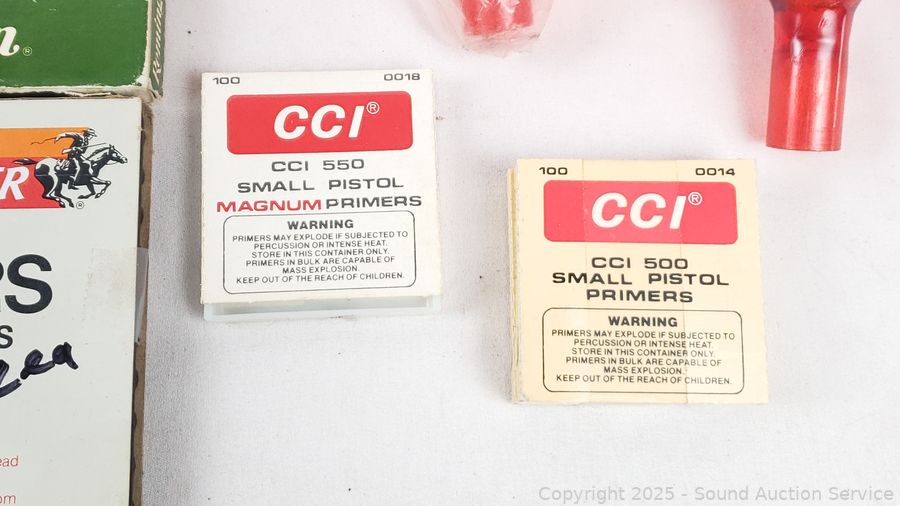 n®
ER
®
RS
S
ead
om
100 0018
CCI®
CCI 550
SMALL PISTOL
MAGNUM PRIMERS
WARNING
PRIMERS MAY EXPLODE IF SUBJECTED TO
PERCUSSION OR INTENSE HEAT.
STORE IN THIS CONTAINER ONLY.
PRIMERS IN BULK ARE CAPABLE OF
MASS EXPLOSION.
KEEP OUT OF THE REACH OF CHILDREN.
100 0014
CCI®
CCI 500
SMALL PISTOL
PRIMERS
WARNING
PRIMERS MAY EXPLODE IF SUBJECTED TO
PERCUSSION OR INTENSE HEAT.
STORE IN THIS CONTAINER ONLY.
PRIMERS IN BULK ARE CAPABLE OF
MASS EXPLOSION.
KEEP OUT OF THE REACH OF CHILDREN.
Copyright © 2025 - Sound Auction Service